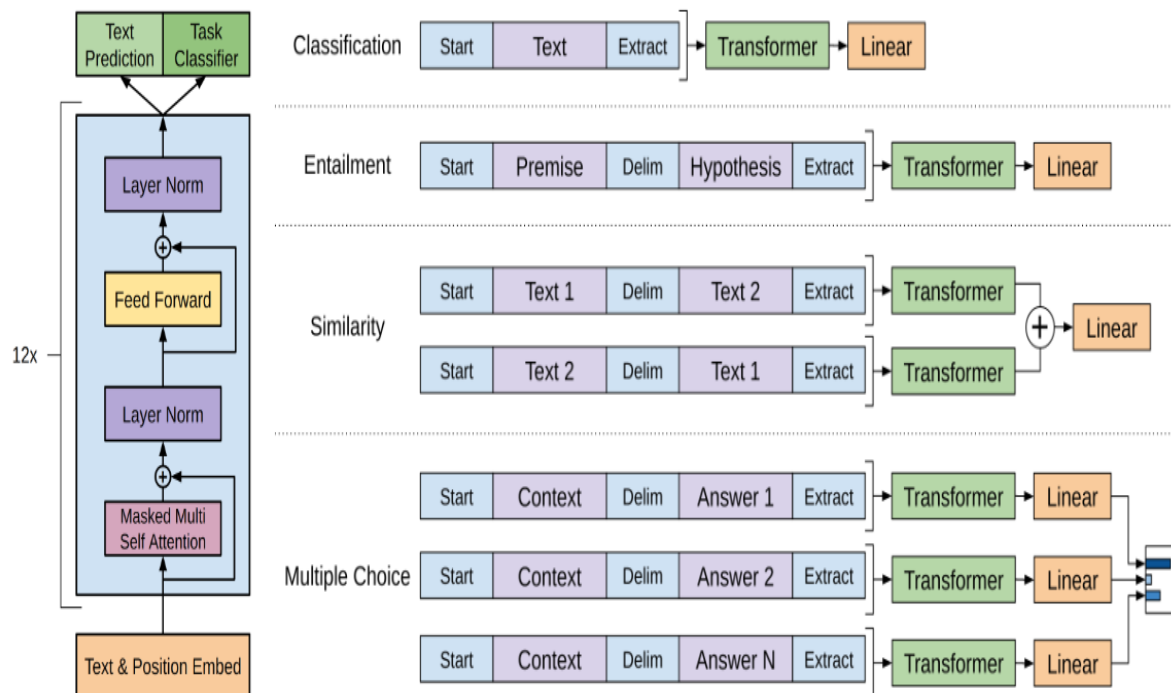 Text
Prediction
Task
Classifier
Layer Norm
Feed Forward
12x
Layer Norm
Masked Multi
Self Attention
Text & Position Embed
Classification
Start Text Extract Transformer Linear
Entailment
Start Premise Delim Hypothesis Extract Transformer Linear
Similarity
Start Text 1 Delim Text 2 Extract Transformer
+ Linear
Start Text 2 Delim Text 1 Extract Transformer
Multiple Choice
Start Context Delim Answer 1 Extract Transformer Linear
Start Context Delim Answer 2 Extract Transformer Linear
Start Context Delim Answer N Extract Transformer Linear